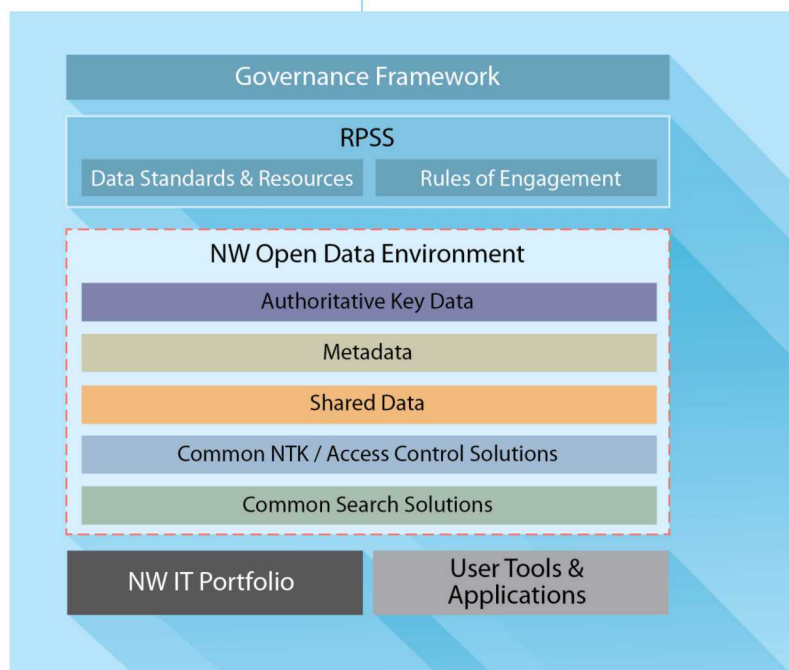 Governance Framework
RPSS
Data Standards & Resources
Rules of Engagement
NW Open Data Environment
Authoritative Key Data
Metadata
Shared Data
Common NTK / Access Control Solutions
Common Search Solutions
NW IT Portfolio
User Tools &
Applications